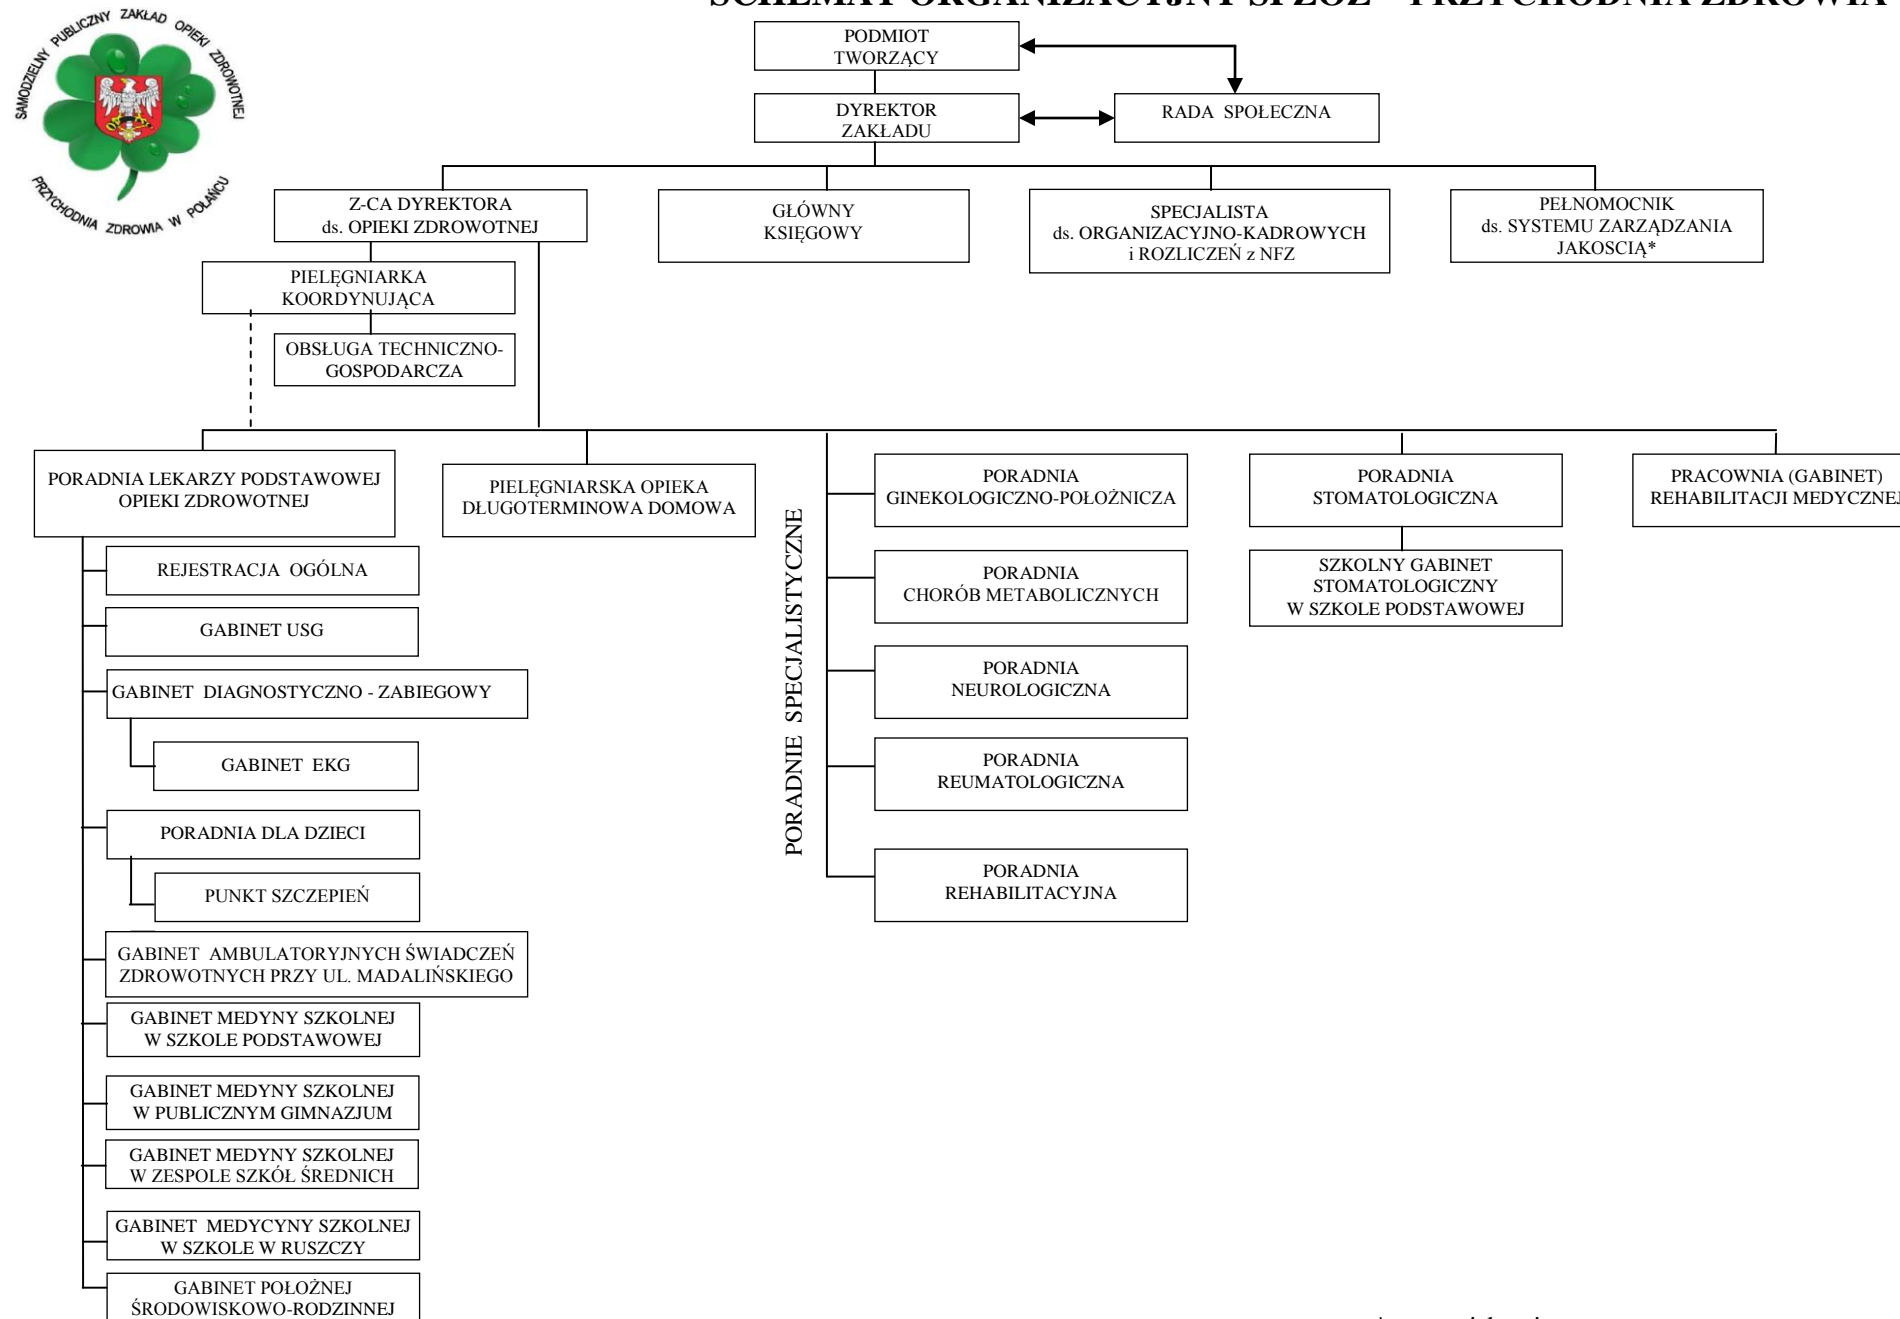 SCHEMAT ORGANIZACYJNY SPZOZ – PRZYCHODNIA ZDROWIA
SAMODZIELNY PUBLICZNY ZAKŁAD OPIEKI ZDROWOTNEJ
PRZYCHODNIA ZDROWIA W POŁAŃCU
PODMIOT
TWORZĄCY
DYREKTOR
ZAKŁADU
RADA SPOŁECZNA
Z-CA DYREKTORA
ds. OPIEKI ZDROWOTNEJ
GŁÓWNY
KSIĘGOWY
SPECJALISTA
ds. ORGANIZACYJNO-KADROWYCH
i ROZLICZEŃ z NFZ
PEŁNOMOCNIK
ds. SYSTEMU ZARZĄDZANIA
JAKOSCIĄ*
PIELĘGNIARKA
KOORDYNUJĄCA
OBSŁUGA TECHNICZNO-
GOSPODARCZA
PORADNIA LEKARZY PODSTAWOWEJ
OPIEKI ZDROWOTNEJ
REJESTRACJA OGÓLNA
GABINET USG
GABINET DIAGNOSTYCZNO - ZABIEGOWY
GABINET EKG
PORADNIA DLA DZIECI
PUNKT SZCZEPIEŃ
GABINET AMBULATORYJNYCH ŚWIADCZEŃ
ZDROWOTNYCH PRZY UL. MADALIŃSKIEGO
GABINET MEDYNY SZKOLNEJ
W SZKOLE PODSTAWOWEJ
GABINET MEDYNY SZKOLNEJ
W PUBLICZNYM GIMNAZJUM
GABINET MEDYNY SZKOLNEJ
W ZESPOLE SZKÓŁ ŚREDNICH
GABINET MEDYCYNY SZKOLNEJ
W SZKOLE W RUSZCZY
GABINET POŁOŻNEJ
ŚRODOWISKOWO-RODZINNEJ
PIELĘGNIARSKA OPIEKA
DŁUGOTERMINOWA DOMOWA
PORADNIE SPECJALISTYCZNE
PORADNIA
GINEKOLOGICZNO-POŁOŻNICZA
PORADNIA
CHORÓB METABOLICZNYCH
PORADNIA
NEUROLOGICZNA
PORADNIA
REUMATOLOGICZNA
PORADNIA
REHABILITACYJNA
PORADNIA
STOMATOLOGICZNA
SZKOLNY GABINET
STOMATOLOGICZNY
W SZKOLE PODSTAWOWEJ
PRACOWNIA (GABINET)
REHABILITACJI MEDYCZNEJ